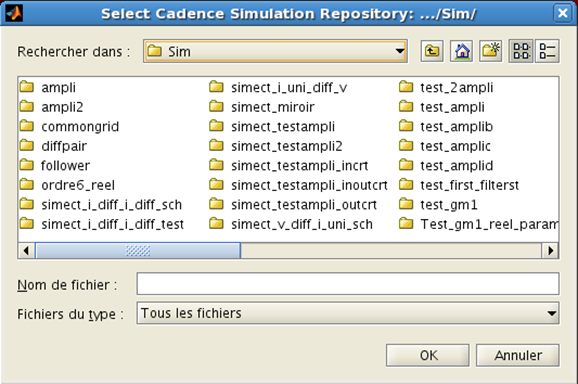 Select Cadence Simulation Repository: .../Sim/
Rechercher dans :
Sim
ampli
ampli2
commongrid
diffpair
follower
ordre6_reel
simect_i_diff_i_diff_sch
simect_i_diff_i_diff_test
simect_i_uni_diff_v
simect_miroir
simect_testampli
simect_testampli2
simect_testampli_incrt
simect_testampli_inoutcrt
simect_testampli_outcrt
simect_v_diff_i_uni_sch
test_2ampli
test_ampli
test_amplib
test_amplic
test_amplid
test_first_filterst
test_gm1
Test_gm1_reel_param
Nom de fichier :
Fichiers du type :
Tous les fichiers
OK
Annuler